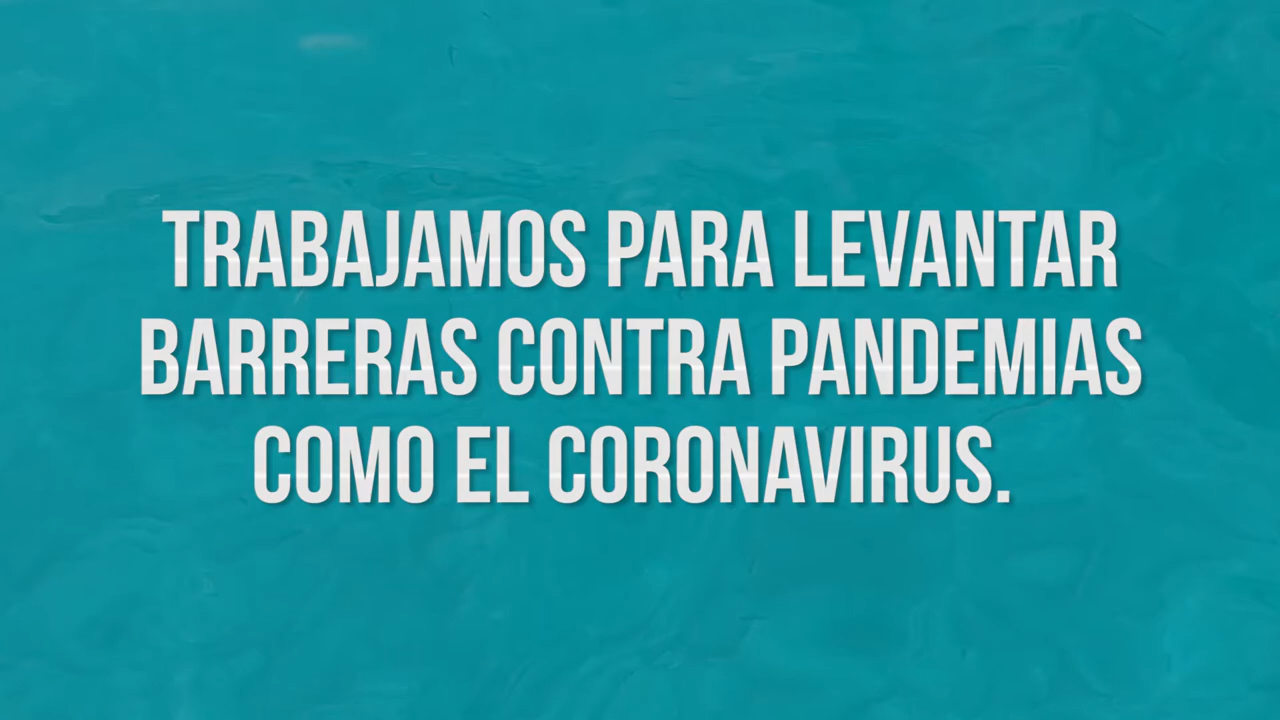 TRABAJAMOS PARA LEVANTAR
BARRERAS CONTRA PANDEMIAS
COMO EL CORONAVIRUS.